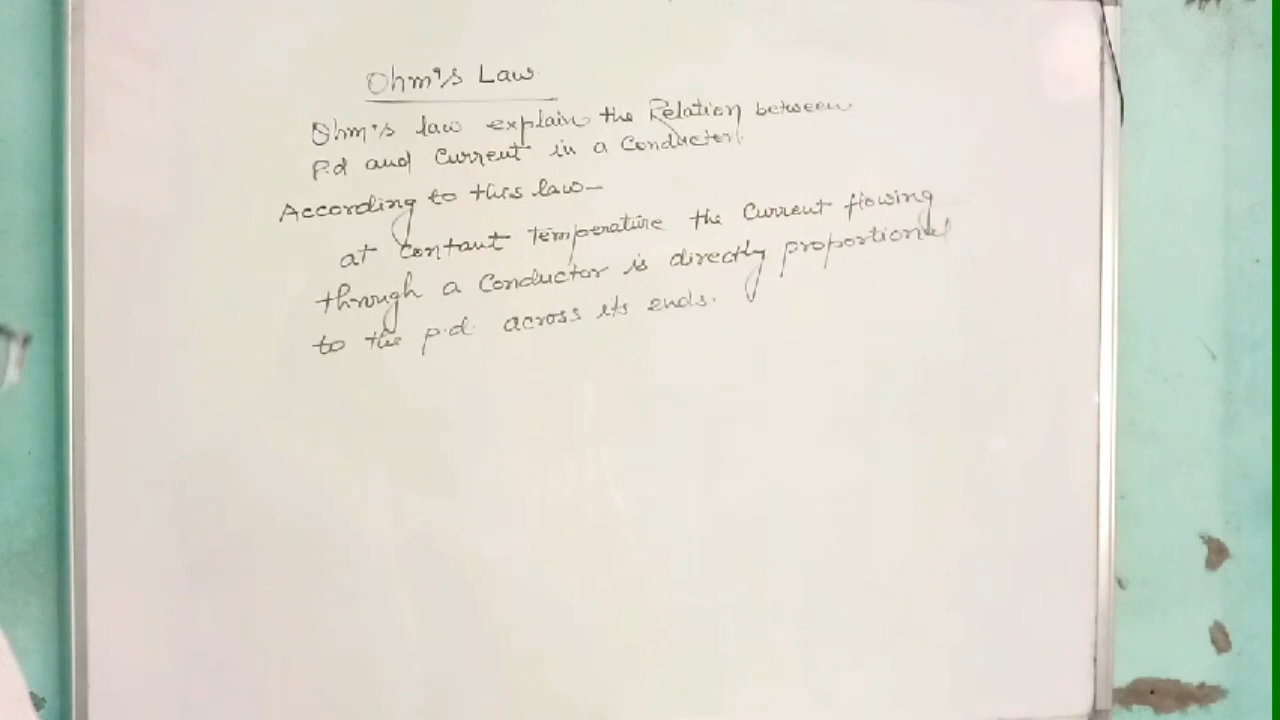 Ohm's Law
Ohm's law explain the Relation between
P.d and Current in a Conductor.
According to this law-
at contant temperature the Current flowing
through a Conductor is directly proportional
to the p.d. across its ends.